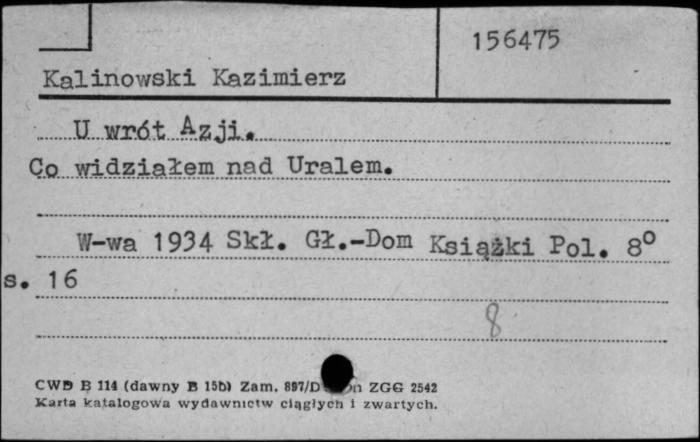 156475
Kalinowski Kazimierz
U wrót Azji.
Co widziałem nad Uralem.
W-wa 1934 Skł. Gł.-Dom Książki Pol. 8°
s. 16
8
CWD B 114 (dawny B 15b) Zam. 897/D ZGG 2542
Karta katalogowa wydawnictw ciągłych i zwartych.